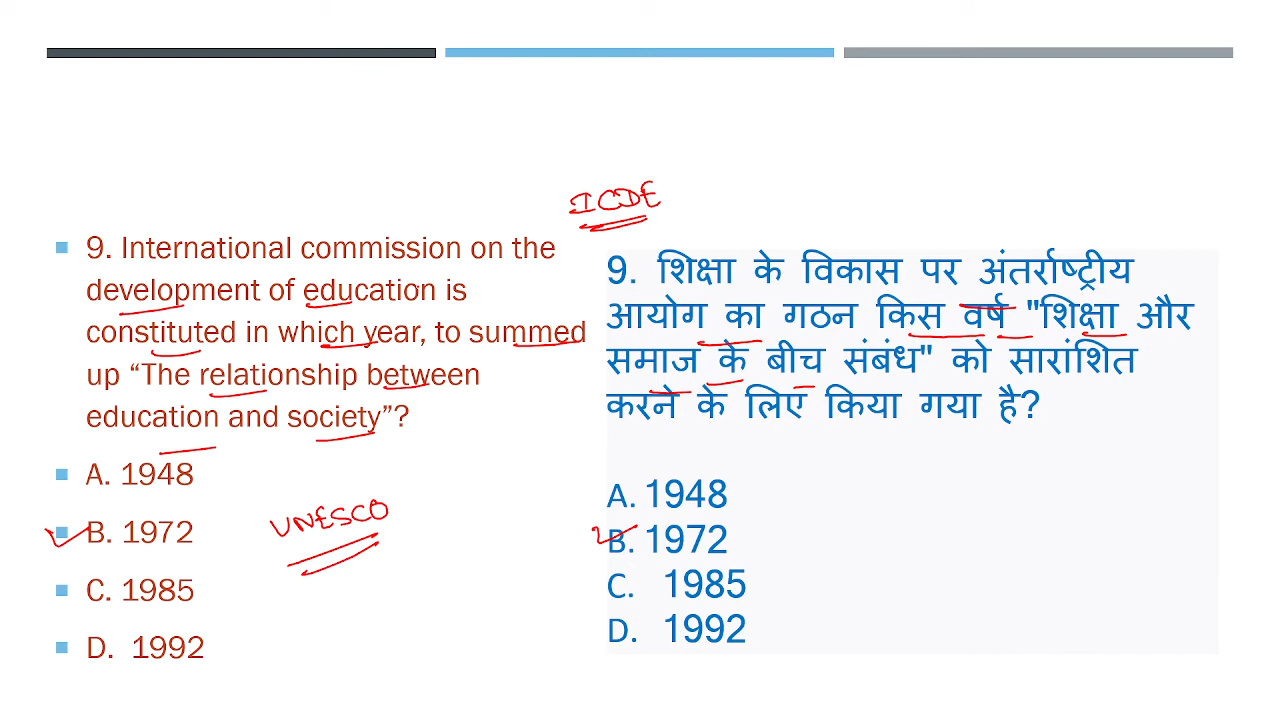 ICDE
9. International commission on the
development of education is
constituted in which year, to summed
up “The relationship between
education and society”?
A. 1948
B. 1972
C. 1985
D. 1992
UNESCO
9. शिक्षा के विकास पर अंतर्राष्ट्रीय
आयोग का गठन किस वर्ष "शिक्षा और
समाज के बीच संबंध" को सारांशित
करने के लिए किया गया है?
A. 1948
B. 1972
C. 1985
D. 1992